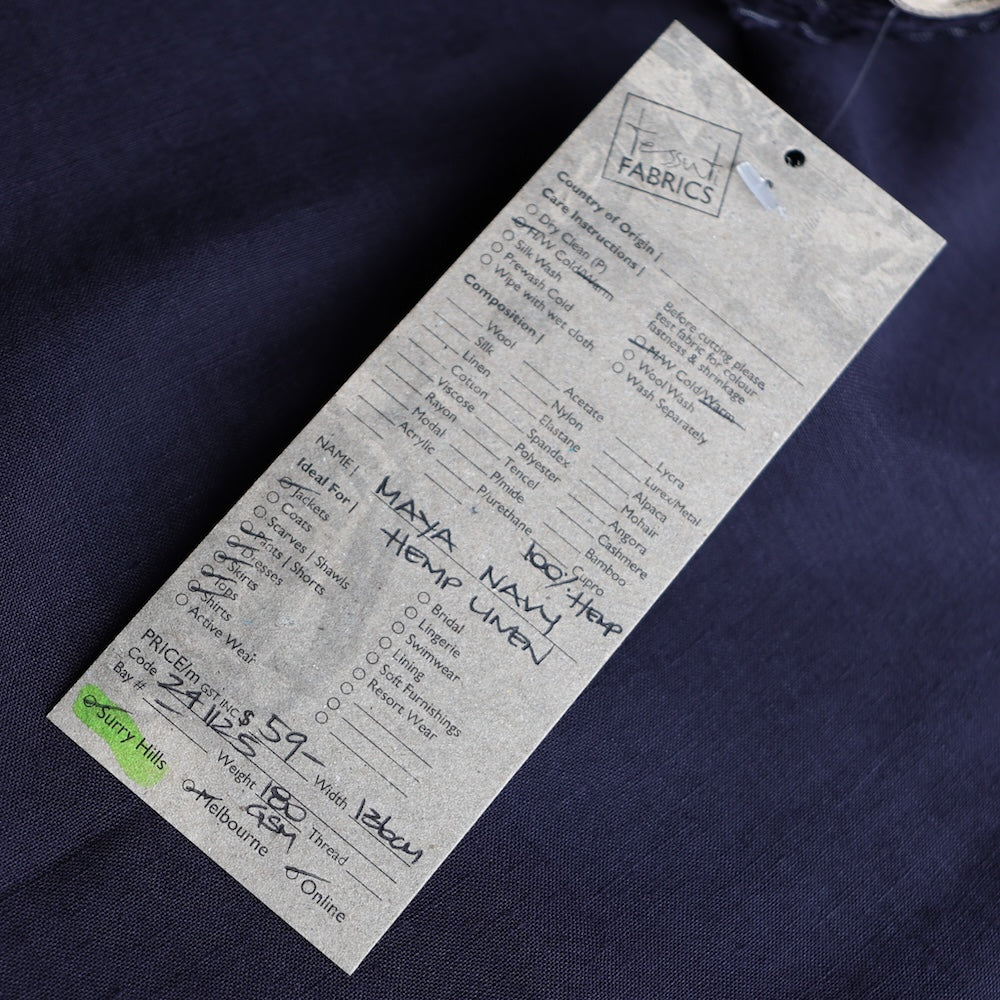 Tessuti
FABRICS
Country of Origin |
Care Instructions |
Dry Clean (P)
H/W Cold/Warm
Silk Wash
Prewash Cold
Wipe with wet cloth
Before cutting please
test fabric for colour
fastness & shrinkage
M/W Cold/Warm
Wool Wash
Wash Separately
Composition |
Wool
Silk
Linen
Cotton
Viscose
Rayon
Modal
Acrylic
Acetate
Nylon
Elastane
Spandex
Polyester
Tencel
P/mide
P/urethane
Lycra
Lurex/Metal
Alpaca
Mohair
Angora
Cashmere
Bamboo
Cupro
100% HEMP
NAME | MAYA NAVY
HEMP LINEN
Ideal For |
Jackets
Coats
Scarves | Shawls
Pants | Shorts
Dresses
Skirts
Tops
Shirts
Active Wear
Bridal
Lingerie
Swimwear
Lining
Soft Furnishings
Resort Wear
PRICE/m GST INC $ 59-
Code 241125
Bay #
Width 136cm
Weight 180 GSM
Thread
Surry Hills
Melbourne
Online